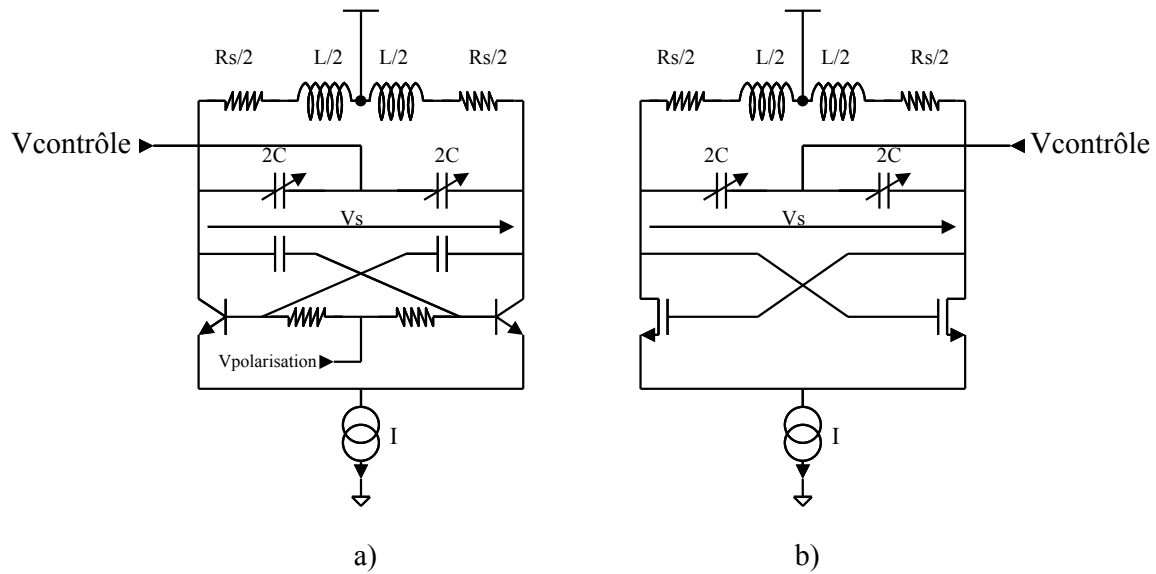 Rs/2 L/2 L/2 Rs/2
Rs/2 L/2 L/2 Rs/2
Vcontrôle
Vcontrôle
2C 2C
2C 2C
Vs
Vs
Vpolarisation
I
I
a)
b)